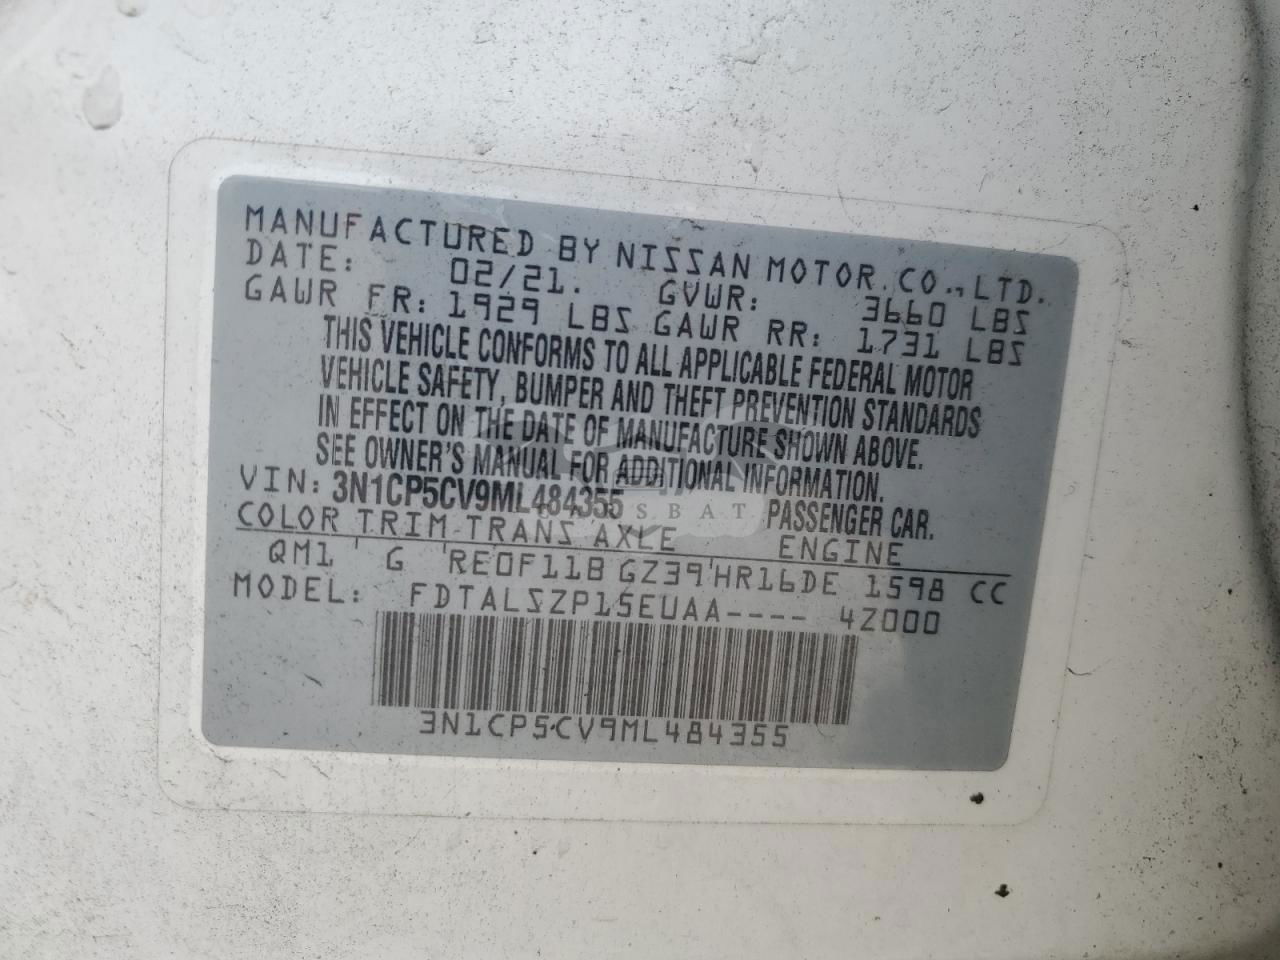 MANUFACTURED BY NISSAN MOTOR. CO., LTD.
DATE: 02/21. GVWR: 3660 LBS
GAWR FR: 1929 LBS GAWR RR: 1731 LBS
THIS VEHICLE CONFORMS TO ALL APPLICABLE FEDERAL MOTOR
VEHICLE SAFETY, BUMPER AND THEFT PREVENTION STANDARDS
IN EFFECT ON THE DATE OF MANUFACTURE SHOWN ABOVE.
SEE OWNER'S MANUAL FOR ADDITIONAL INFORMATION.
VIN: 3N1CP5CV9ML484355 PASSENGER CAR.
COLOR TRIM TRANS AXLE ENGINE
QM1 G RE0F11B GZ39 HR16DE 1598 CC
MODEL: FDTALSZP15EUAA---- 4Z000
3N1CP5CV9ML484355